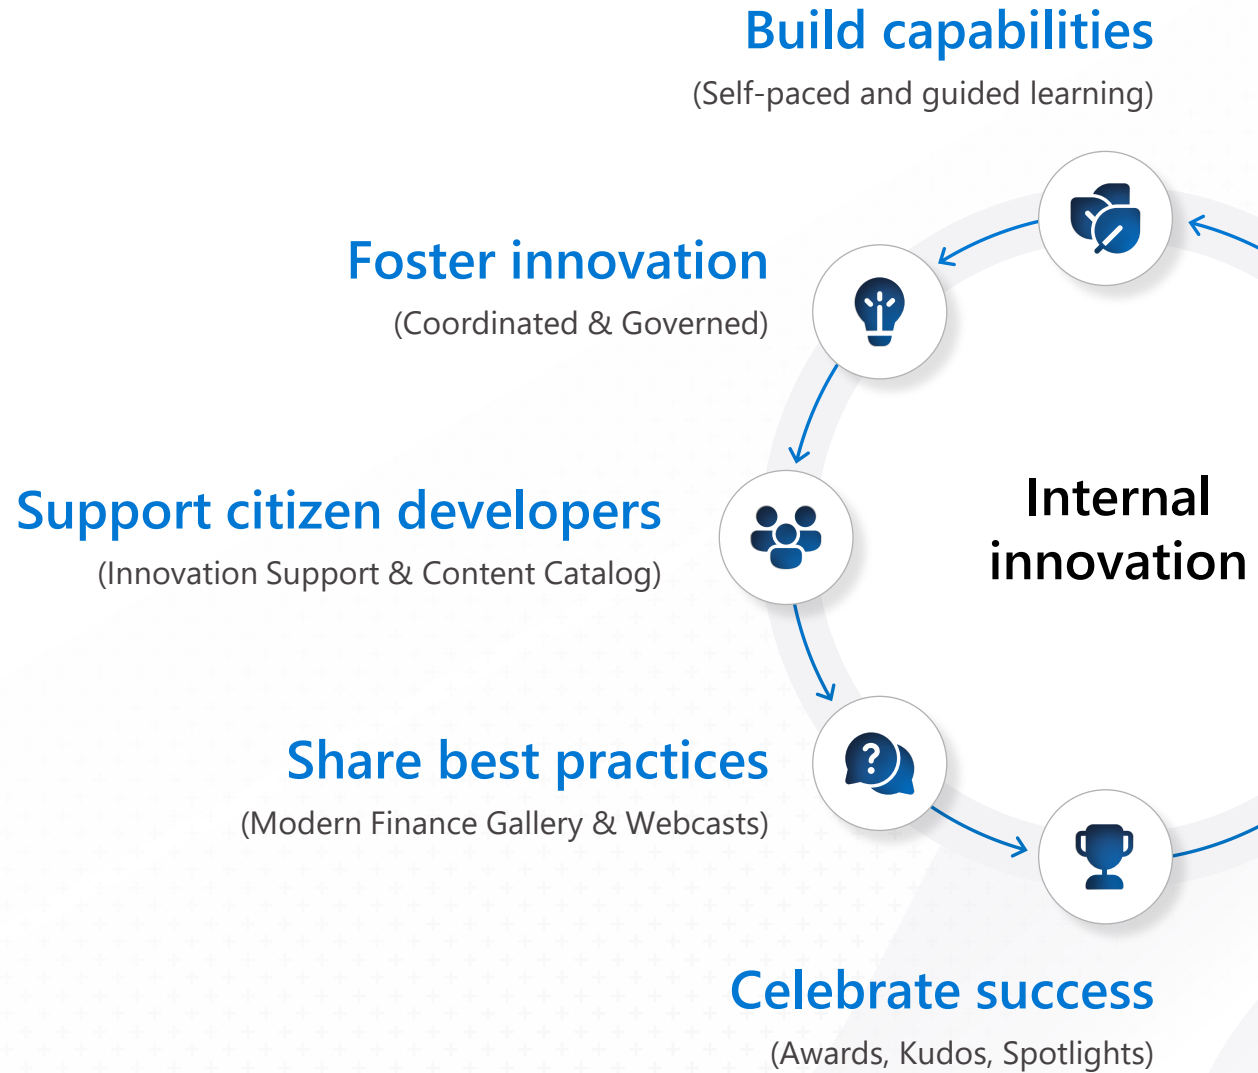 Build capabilities
(Self-paced and guided learning)
Foster innovation
(Coordinated & Governed)
Support citizen developers
(Innovation Support & Content Catalog)
Internal
innovation
Share best practices
(Modern Finance Gallery & Webcasts)
?
Celebrate success
(Awards, Kudos, Spotlights)